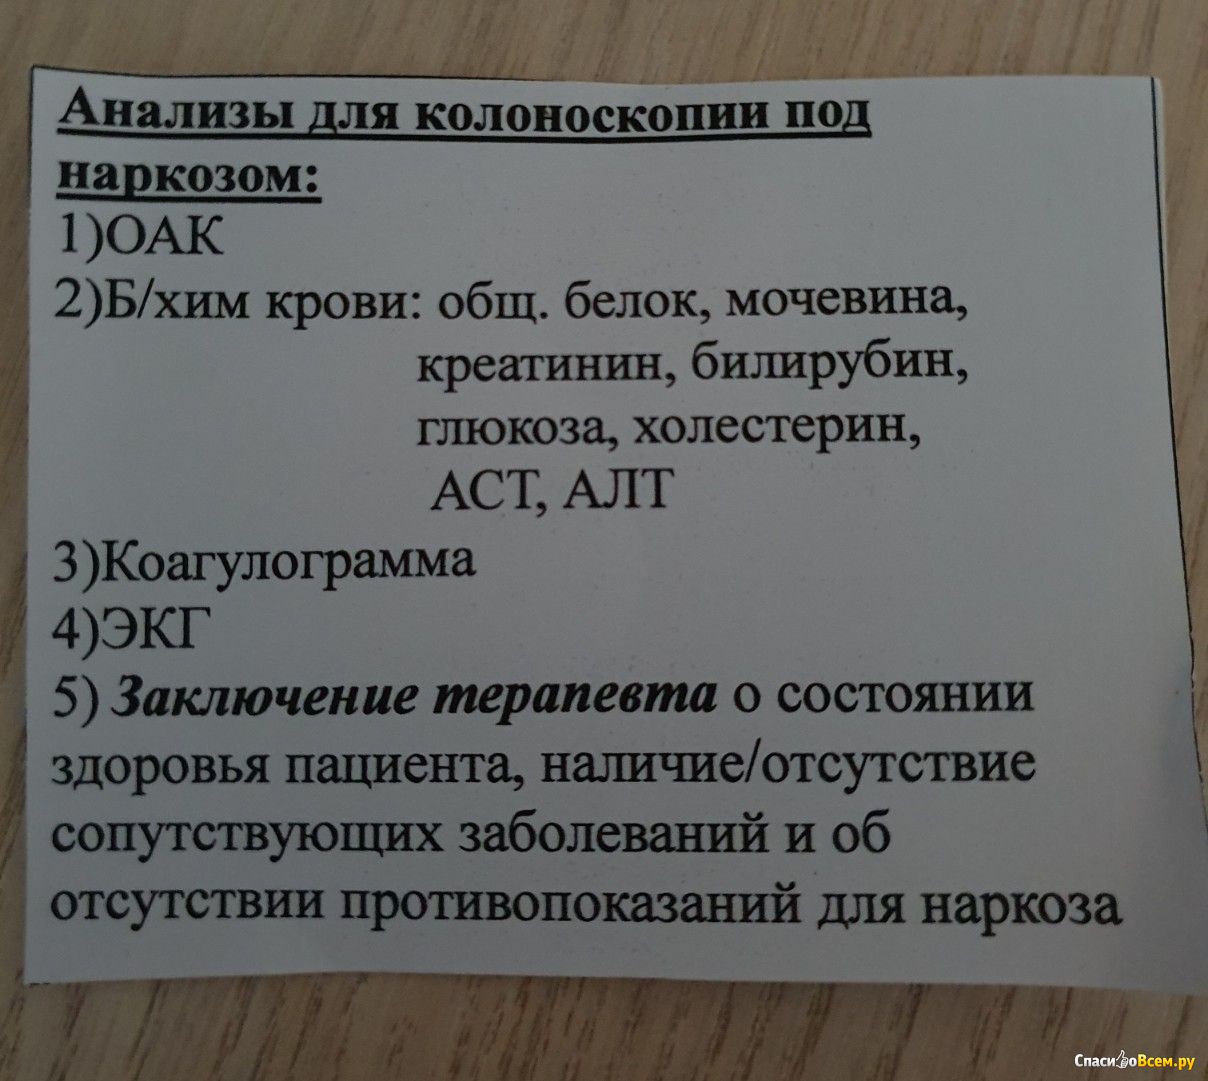 Анализы для колоноскопии под
наркозом:
1)ОАК
2)Б/хим крови: общ. белок, мочевина,
креатинин, билирубин,
глюкоза, холестерин,
АСТ, АЛТ
3)Коагулограмма
4)ЭКГ
5) Заключение терапевта о состоянии
здоровья пациента, наличие/отсутствие
сопутствующих заболеваний и об
отсутствии противопоказаний для наркоза
СпасибоВсем.ру